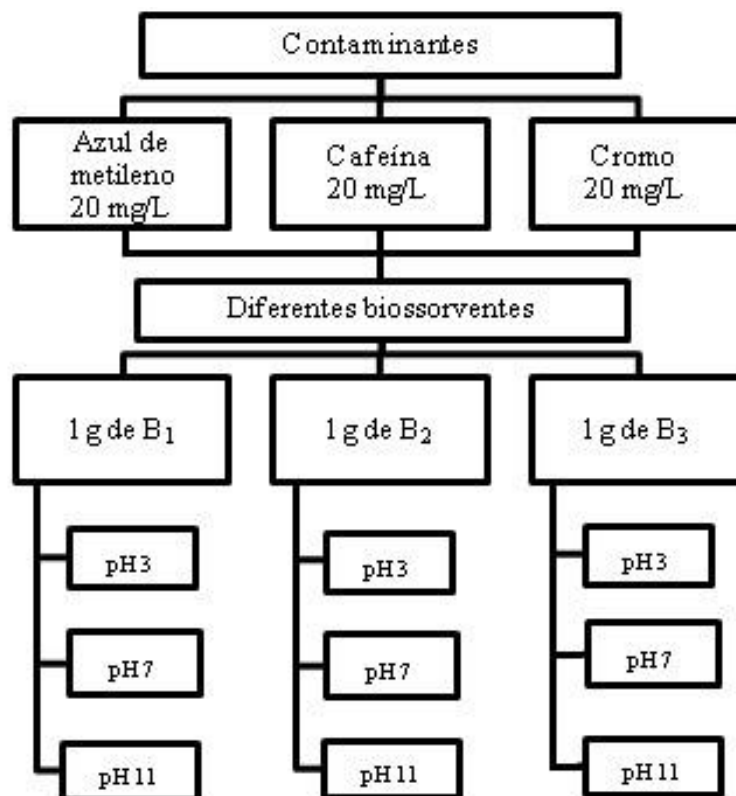 Contaminantes
Azul de
metileno
20 mg/L
Cafeína
20 mg/L
Cromo
20 mg/L
Diferentes biossorventes
1 g de B₁
1 g de B₂
1 g de B₃
pH3
pH3
pH3
pH7
pH7
pH7
pH11
pH11
pH11